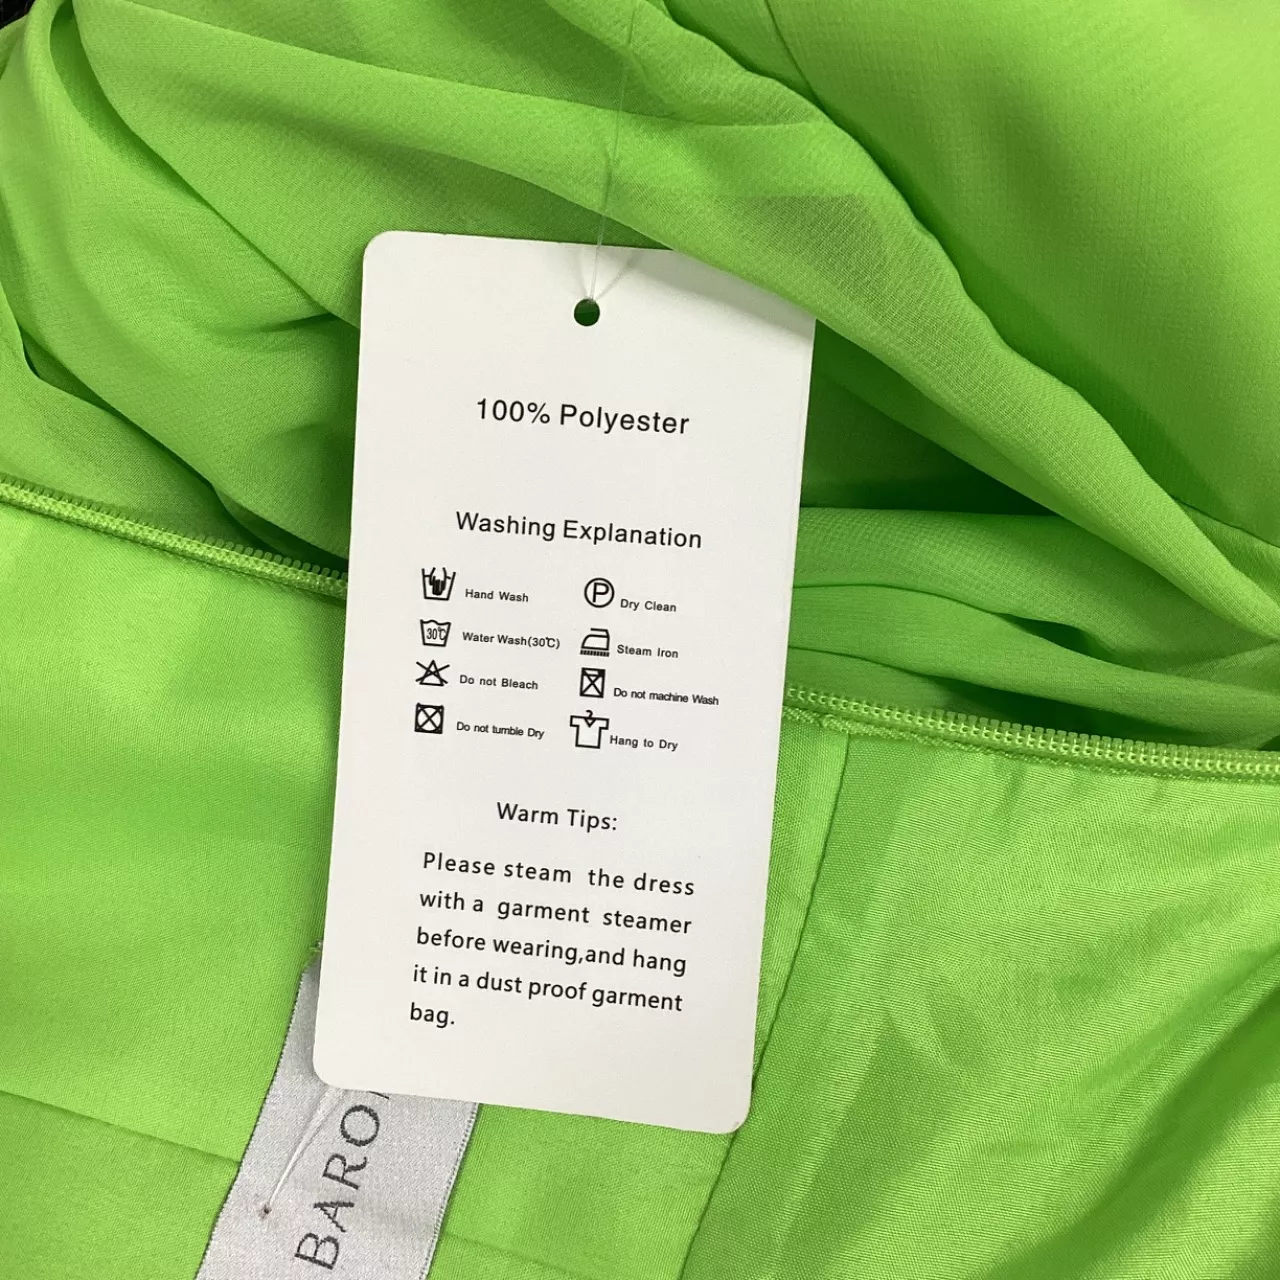 100% Polyester
Washing Explanation
Hand Wash
P
Dry Clean
30℃
Water Wash(30℃)
Steam Iron
Do not Bleach
Do not machine Wash
Do not tumble Dry
Hang to Dry
Warm Tips:
Please steam the dress
with a garment steamer
before wearing,and hang
it in a dust proof garment
bag.